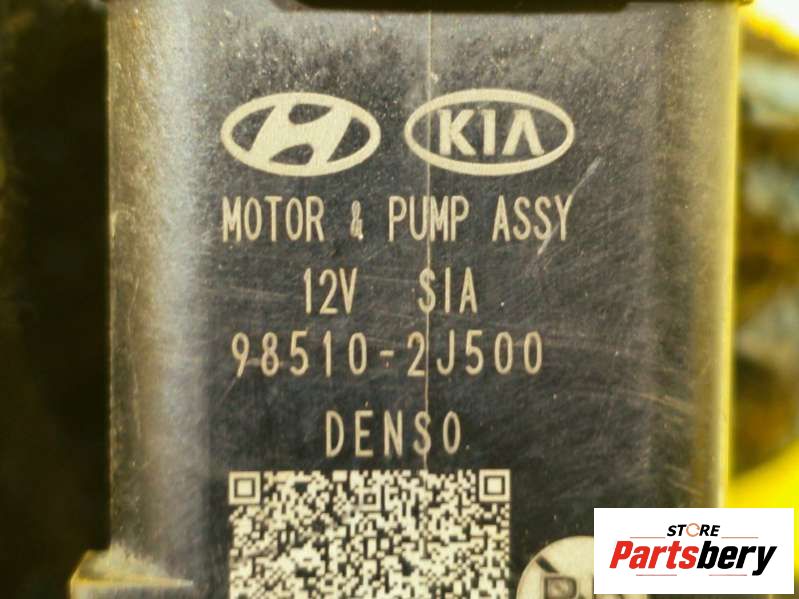 KIA
MOTOR & PUMP ASSY
12V SIA
98510-2J500
DENSO
STORE
Partsbery